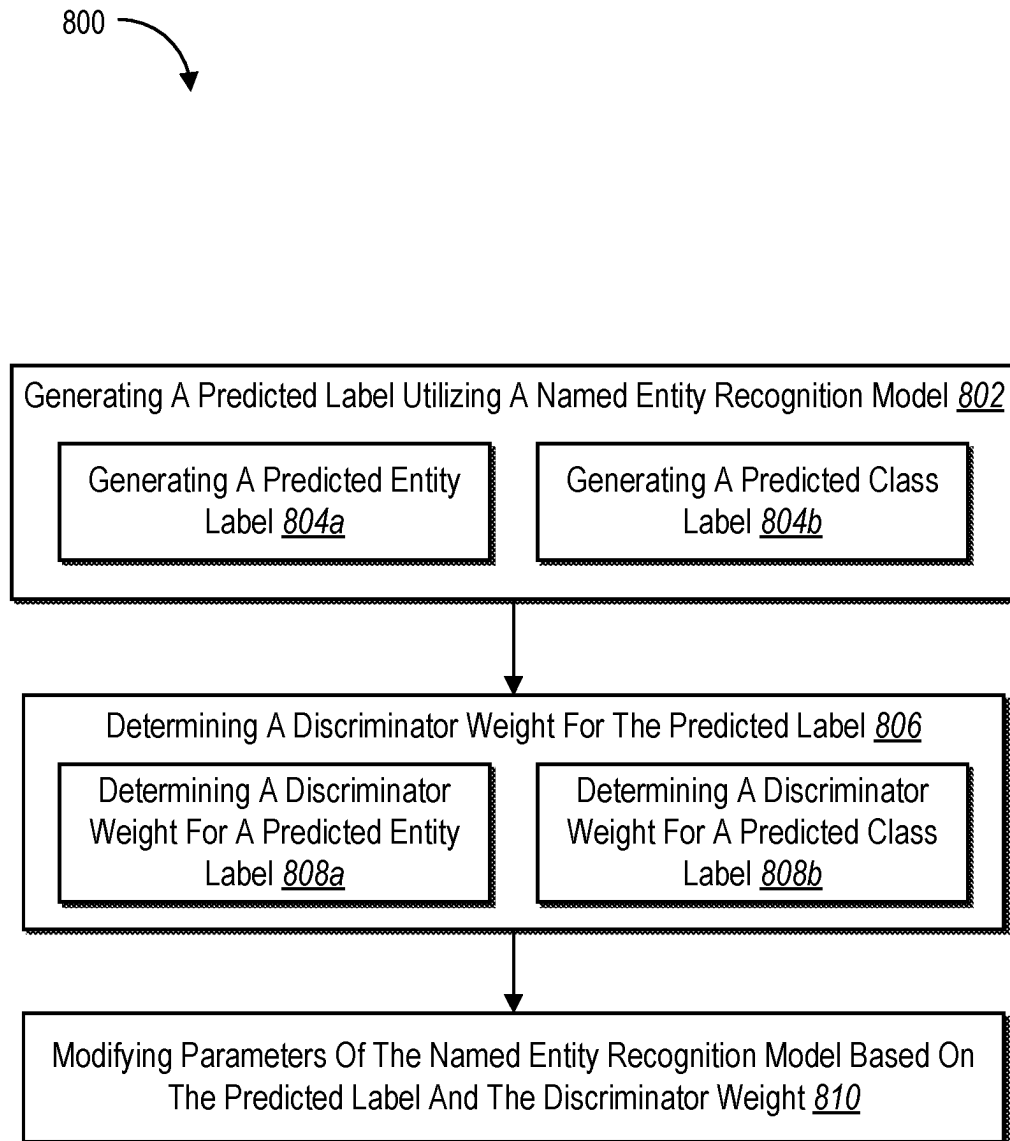 800
Generating A Predicted Label Utilizing A Named Entity Recognition Model 802
Generating A Predicted Entity
Label 804a
Generating A Predicted Class
Label 804b
Determining A Discriminator Weight For The Predicted Label 806
Determining A Discriminator
Weight For A Predicted Entity
Label 808a
Determining A Discriminator
Weight For A Predicted Class
Label 808b
Modifying Parameters Of The Named Entity Recognition Model Based On
The Predicted Label And The Discriminator Weight 810